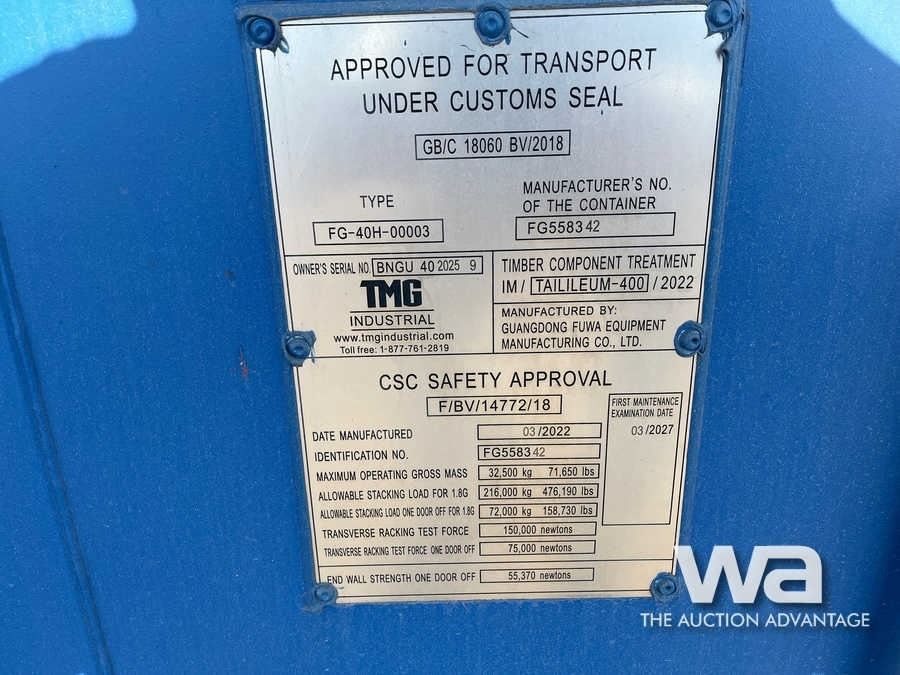 APPROVED FOR TRANSPORT
UNDER CUSTOMS SEAL
GB/C 18060 BV/2018
TYPE
FG-40H-00003
MANUFACTURER'S NO.
OF THE CONTAINER
FG558342
OWNER'S SERIAL NO. BNGU 40 2025 9
TMG
INDUSTRIAL
www.tmgindustrial.com
Toll free: 1-877-761-2819
TIMBER COMPONENT TREATMENT
IM / TAILILEUM-400 / 2022
MANUFACTURED BY:
GUANGDONG FUWA EQUIPMENT
MANUFACTURING CO., LTD.
CSC SAFETY APPROVAL
F/BV/14772/18
FIRST MAINTENANCE
EXAMINATION DATE
03/2027
DATE MANUFACTURED 03/2022
IDENTIFICATION NO. FG558342
MAXIMUM OPERATING GROSS MASS 32,500 kg 71,650 lbs
ALLOWABLE STACKING LOAD FOR 1.8G 216,000 kg 476,190 lbs
ALLOWABLE STACKING LOAD ONE DOOR OFF FOR 1.8G 72,000 kg 158,730 lbs
TRANSVERSE RACKING TEST FORCE 150,000 newtons
TRANSVERSE RACKING TEST FORCE ONE DOOR OFF 75,000 newtons
END WALL STRENGTH ONE DOOR OFF 55,370 newtons
wa
THE AUCTION ADVANTAGE